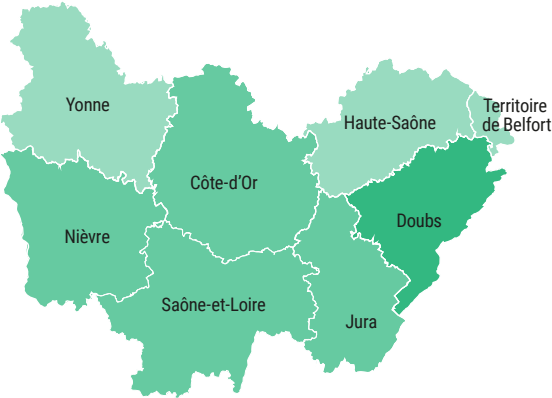 Yonne
Haute-Saône
Territoire
de Belfort
Côte-d'Or
Doubs
Nièvre
Saône-et-Loire
Jura